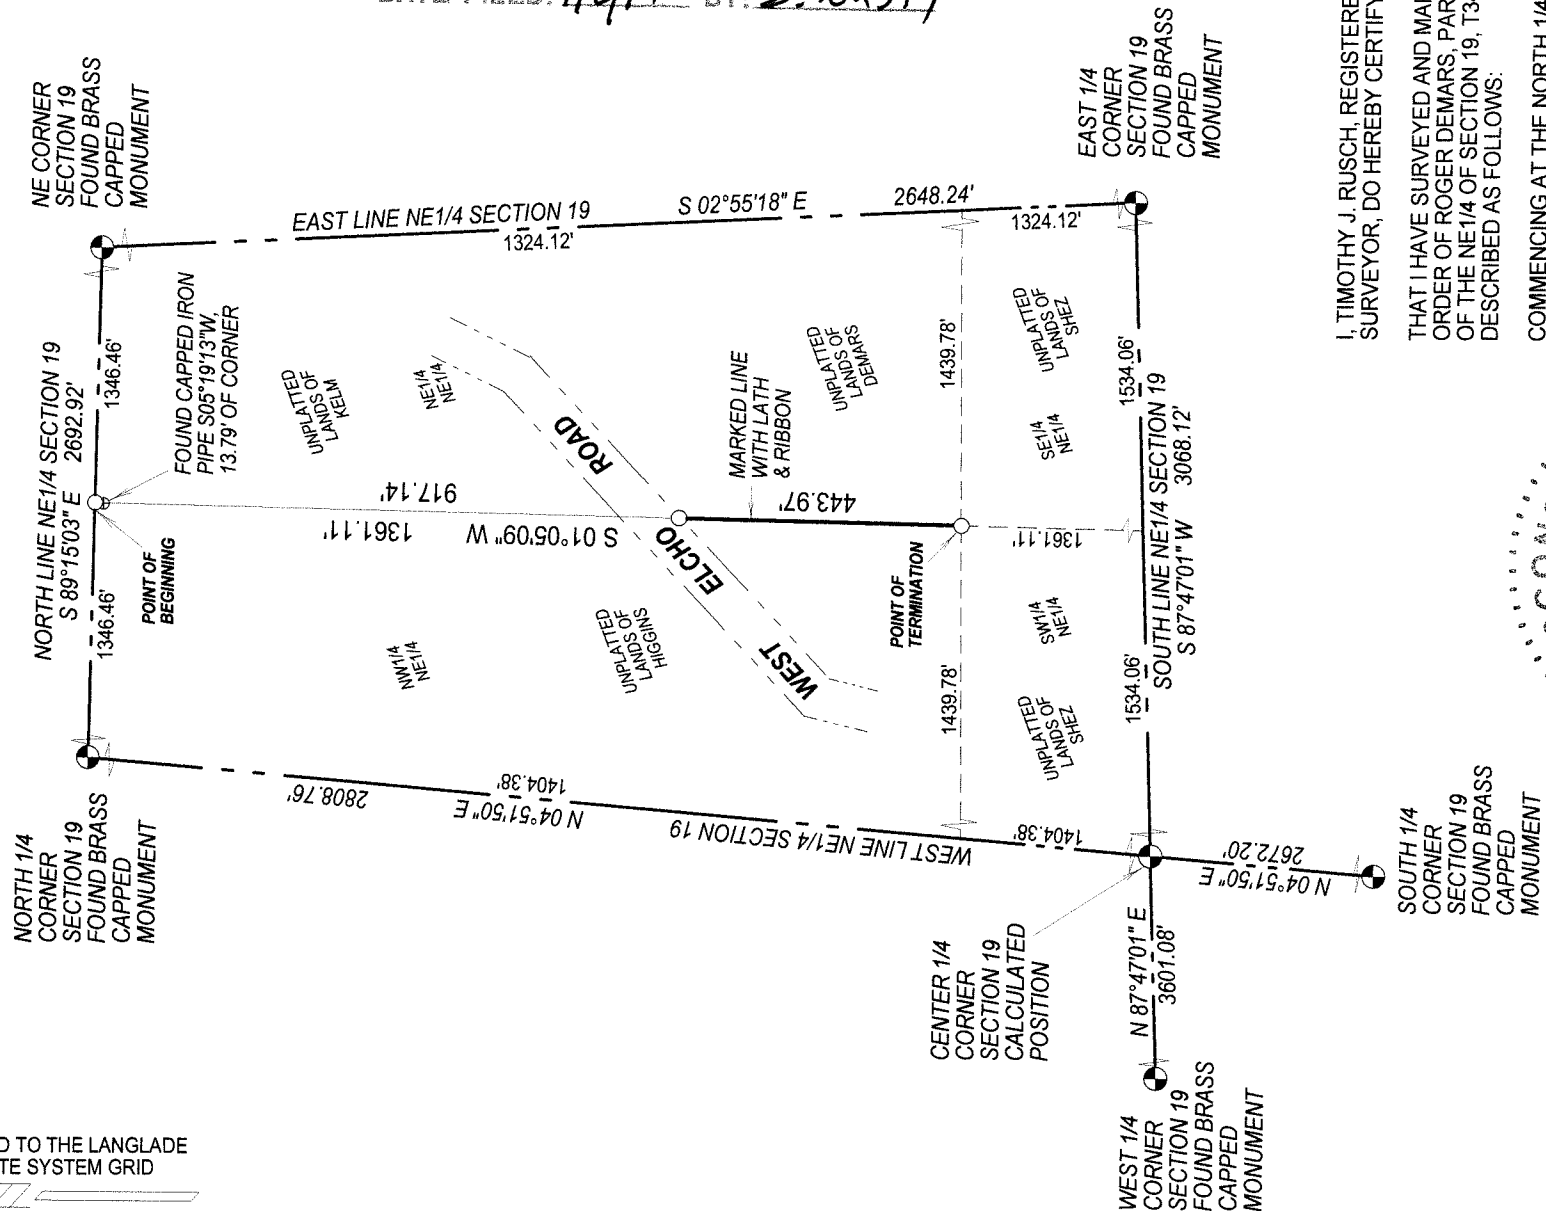 NE CORNER
SECTION 19
FOUND BRASS
CAPPED
MONUMENT
EAST 1/4
CORNER
SECTION 19
FOUND BRASS
CAPPED
MONUMENT
EAST LINE NE1/4 SECTION 19
S 02°55'18" E
2648.24'
1324.12'
1324.12'
NORTH LINE NE1/4 SECTION 19
S 89°15'03" E 2692.92'
1346.46'
1346.46'
FOUND CAPPED IRON
PIPE S05°19'13"W,
13.79' OF CORNER
POINT OF
BEGINNING
UNPLATTED
LANDS OF
KELM
NE1/4
NE1/4
917.14'
1361.11'
S 01°05'09" W
WEST ELCHO ROAD
MARKED LINE
WITH LATH
& RIBBON
443.97'
UNPLATTED
LANDS OF
DEMARS
1439.78'
1439.78'
UNPLATTED
LANDS OF
SHEZ
SE1/4
NE1/4
1361.11'
SW1/4
NE1/4
UNPLATTED
LANDS OF
SHEZ
POINT OF
TERMINATION
NW1/4
NE1/4
UNPLATTED
LANDS OF
HIGGINS
1534.06'
1534.06'
SOUTH LINE NE1/4 SECTION 19
S 87°47'01" W 3068.12'
NORTH 1/4
CORNER
SECTION 19
FOUND BRASS
CAPPED
MONUMENT
2808.76'
N 04°51'50" E
1404.38'
WEST LINE NE1/4 SECTION 19
1404.38'
CENTER 1/4
CORNER
SECTION 19
CALCULATED
POSITION
N 04°51'50" E
2672.20'
SOUTH 1/4
CORNER
SECTION 19
FOUND BRASS
CAPPED
MONUMENT
N 87°47'01" E
3601.08'
WEST 1/4
CORNER
SECTION 19
FOUND BRASS
CAPPED
MONUMENT
TO THE LANGLADE
SYSTEM GRID
I, TIMOTHY J. RUSCH, REGISTERE
SURVEYOR, DO HEREBY CERTIFY
THAT I HAVE SURVEYED AND MA
ORDER OF ROGER DEMARS, PAR
OF THE NE1/4 OF SECTION 19, T3
DESCRIBED AS FOLLOWS:
COMMENCING AT THE NORTH 1/4